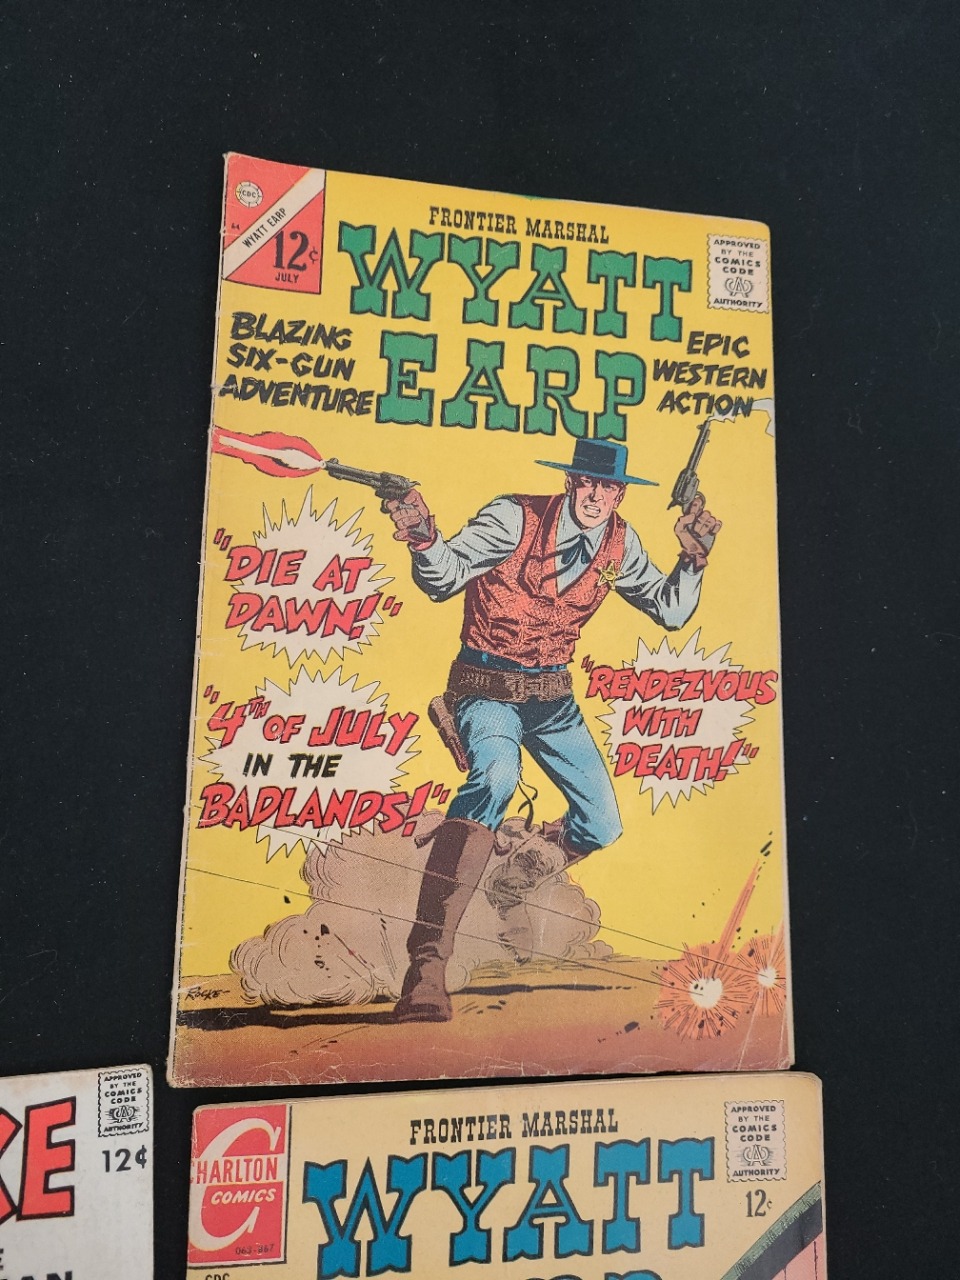 CDC
WYATT EARP
64
12¢
JULY
FRONTIER MARSHAL
WYATT
EARP
APPROVED
BY THE
COMICS
CODE
CA
AUTHORITY
BLAZING
SIX-GUN
ADVENTURE
EPIC
WESTERN
ACTION
"DIE AT
DAWN!"
"RENDEZVOUS
WITH
DEATH!"
"4TH OF JULY
IN THE
BADLANDS!"
ROCKE
APPROVED
BY THE
COMICS
CODE
CA
AUTHORITY
KE
12¢
AN
CHARLTON
COMICS
CDC
FRONTIER MARSHAL
WYATT
APPROVED
BY THE
COMICS
CODE
CA
AUTHORITY
12¢